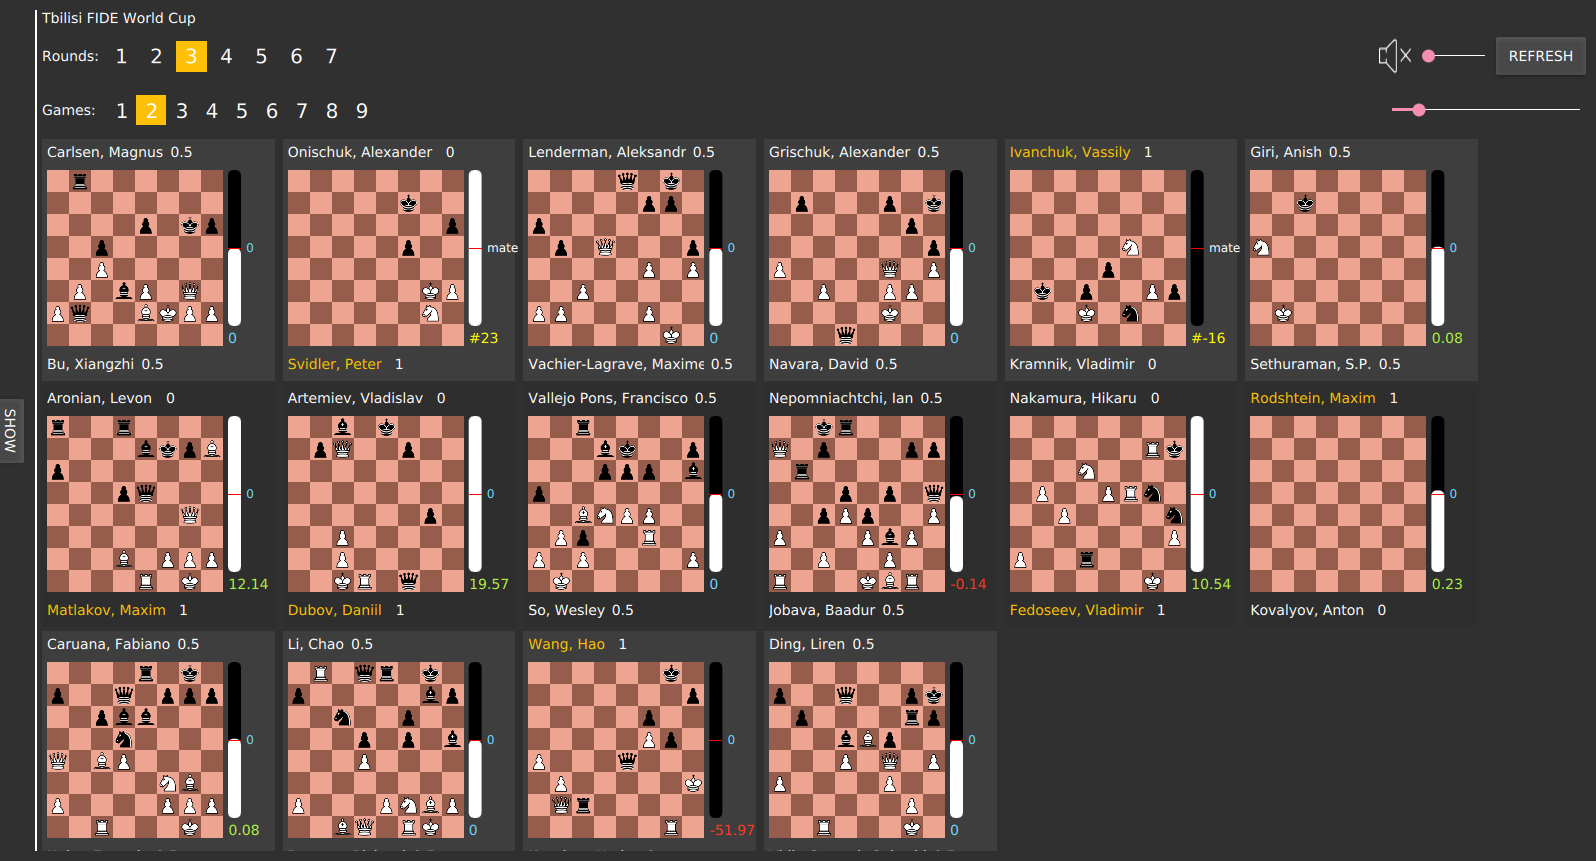 Tbilisi FIDE World Cup
Rounds: 1 2 3 4 5 6 7
REFRESH
Games: 1 2 3 4 5 6 7 8 9
Carlsen, Magnus 0.5
0
0
Bu, Xiangzhi 0.5
Onischuk, Alexander 0
mate
#23
Svidler, Peter 1
Lenderman, Aleksandr 0.5
0
0
Vachier-Lagrave, Maxime 0.5
Grischuk, Alexander 0.5
0
0
Navara, David 0.5
Ivanchuk, Vassily 1
mate
#-16
Kramnik, Vladimir 0
Giri, Anish 0.5
0
0.08
Sethuraman, S.P. 0.5
SHOW
Aronian, Levon 0
0
12.14
Matlakov, Maxim 1
Artemiev, Vladislav 0
0
19.57
Dubov, Daniil 1
Vallejo Pons, Francisco 0.5
0
0
So, Wesley 0.5
Nepomniachtchi, Ian 0.5
0
-0.14
Jobava, Baadur 0.5
Nakamura, Hikaru 0
0
10.54
Fedoseev, Vladimir 1
Rodshtein, Maxim 1
0
0.23
Kovalyov, Anton 0
Caruana, Fabiano 0.5
0
0.08
Li, Chao 0.5
0
0
Wang, Hao 1
0
-51.97
Ding, Liren 0.5
0
0